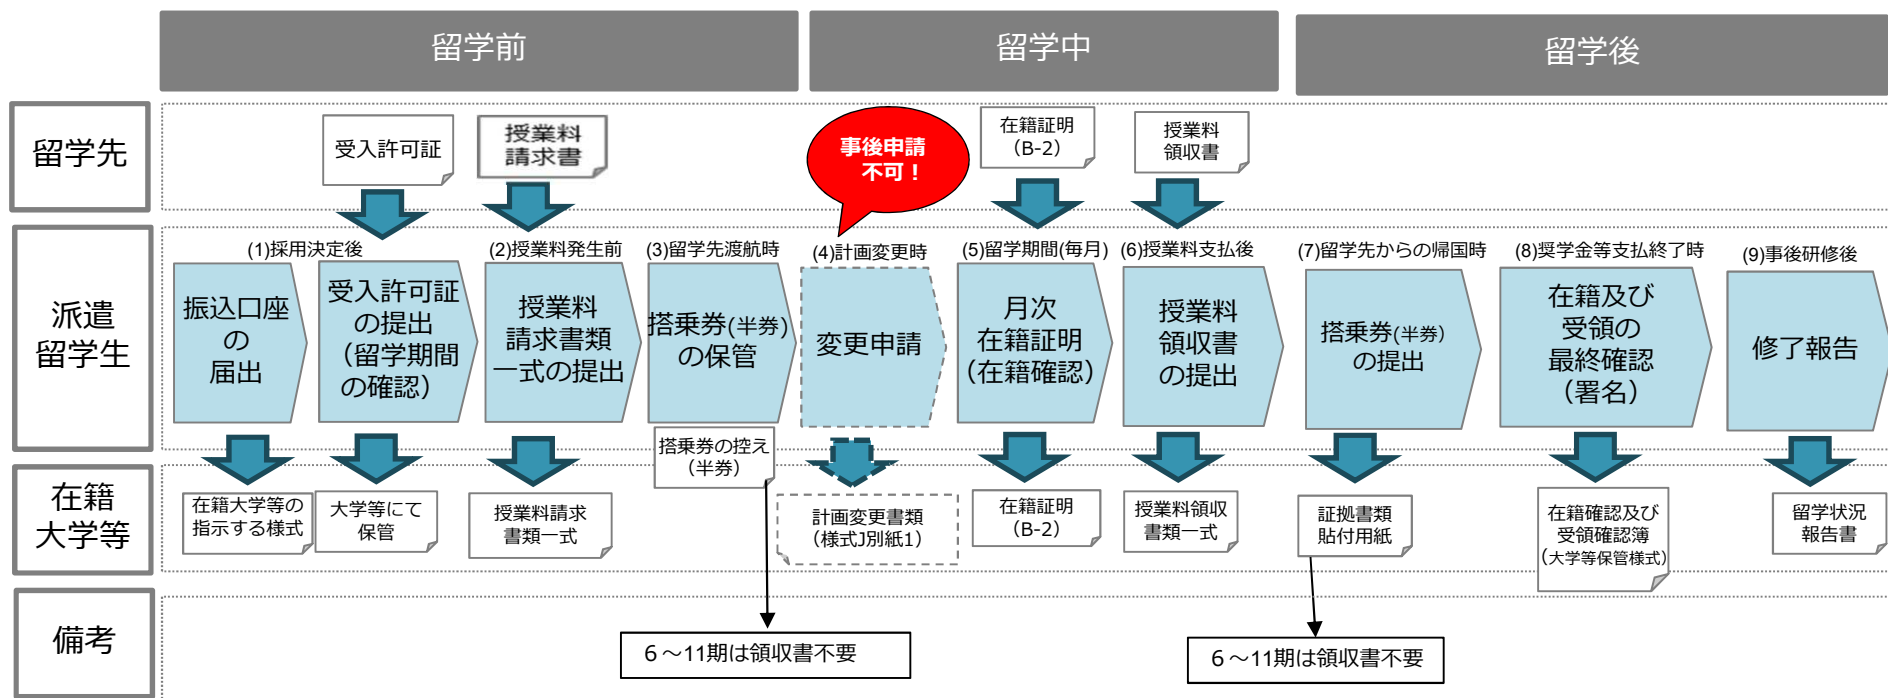 留学前
留学中
留学後
留学先
受入許可証
授業料
請求書
事後申請
不可！
在籍証明
（B-2）
授業料
領収書
派遣
留学生
(1)採用決定後
(2)授業料発生前
(3)留学先渡航時
(4)計画変更時
(5)留学期間(毎月)
(6)授業料支払後
(7)留学先からの帰国時
(8)奨学金等支払終了時
(9)事後研修後
振込口座
の
届出
受入許可証
の提出
（留学期間
の確認）
授業料
請求書類
一式の提出
搭乗券(半券)
の保管
変更申請
月次
在籍証明
（在籍確認）
授業料
領収書
の提出
搭乗券(半券）
の提出
在籍及び
受領の
最終確認
（署名）
修了報告
在籍
大学等
在籍大学等の
指示する様式
大学等にて
保管
授業料請求
書類一式
搭乗券の控え
（半券）
計画変更書類
（様式J別紙1）
在籍証明
（B-2）
授業料領収
書類一式
証拠書類
貼付用紙
在籍確認及び
受領確認簿
（大学等保管様式）
留学状況
報告書
備考
６～11期は領収書不要
６～11期は領収書不要